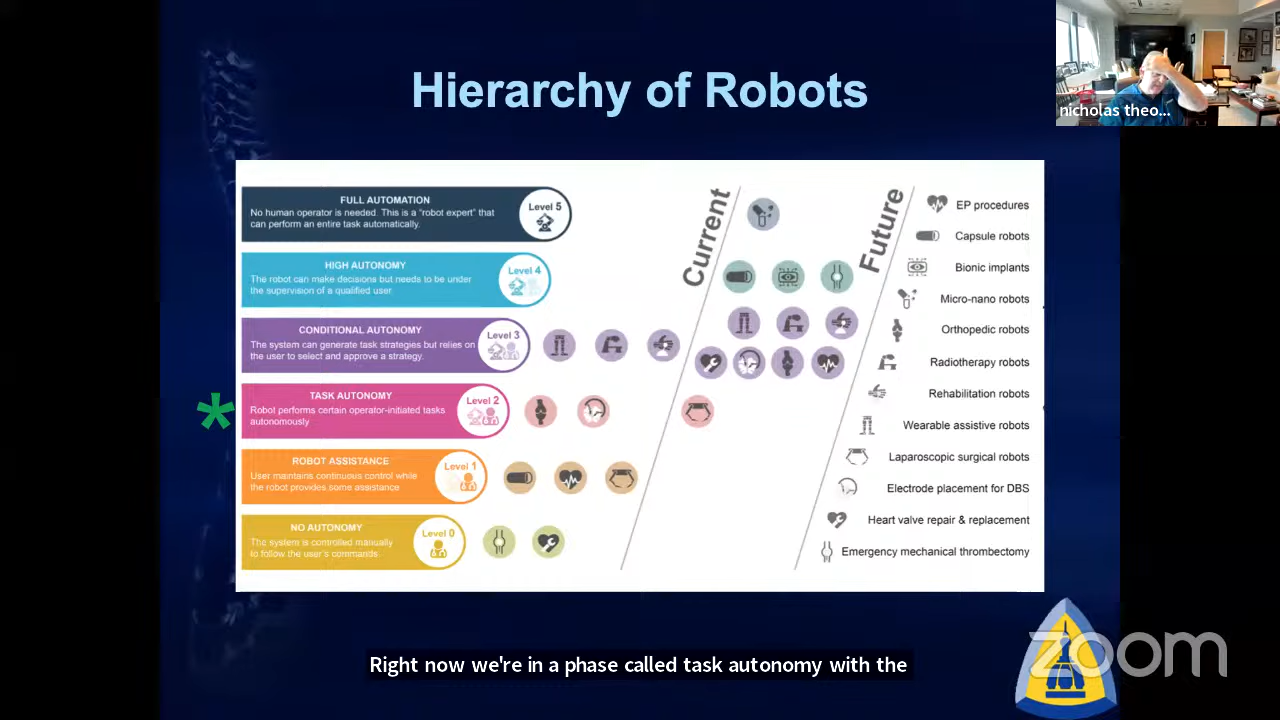 Hierarchy of Robots
nicholas theo...
FULL AUTOMATION
No human operator is needed. This is a "robot expert" that
can perform an entire task automatically.
Level 5
HIGH AUTONOMY
The robot can make decisions but needs to be under
the supervision of a qualified user.
Level 4
CONDITIONAL AUTONOMY
The system can generate task strategies but relies on
the user to select and approve a strategy.
Level 3
TASK AUTONOMY
Robot performs certain operator-initiated tasks
autonomously
Level 2
ROBOT ASSISTANCE
User maintains continuous control while
the robot provides some assistance
Level 1
NO AUTONOMY
The system is controlled manually
to follow the user's commands.
Level 0
Current
Future
EP procedures
Capsule robots
Bionic implants
Micro-nano robots
Orthopedic robots
Radiotherapy robots
Rehabilitation robots
Wearable assistive robots
Laparoscopic surgical robots
Electrode placement for DBS
Heart valve repair & replacement
Emergency mechanical thrombectomy
*
Right now we're in a phase called task autonomy with the
zoom